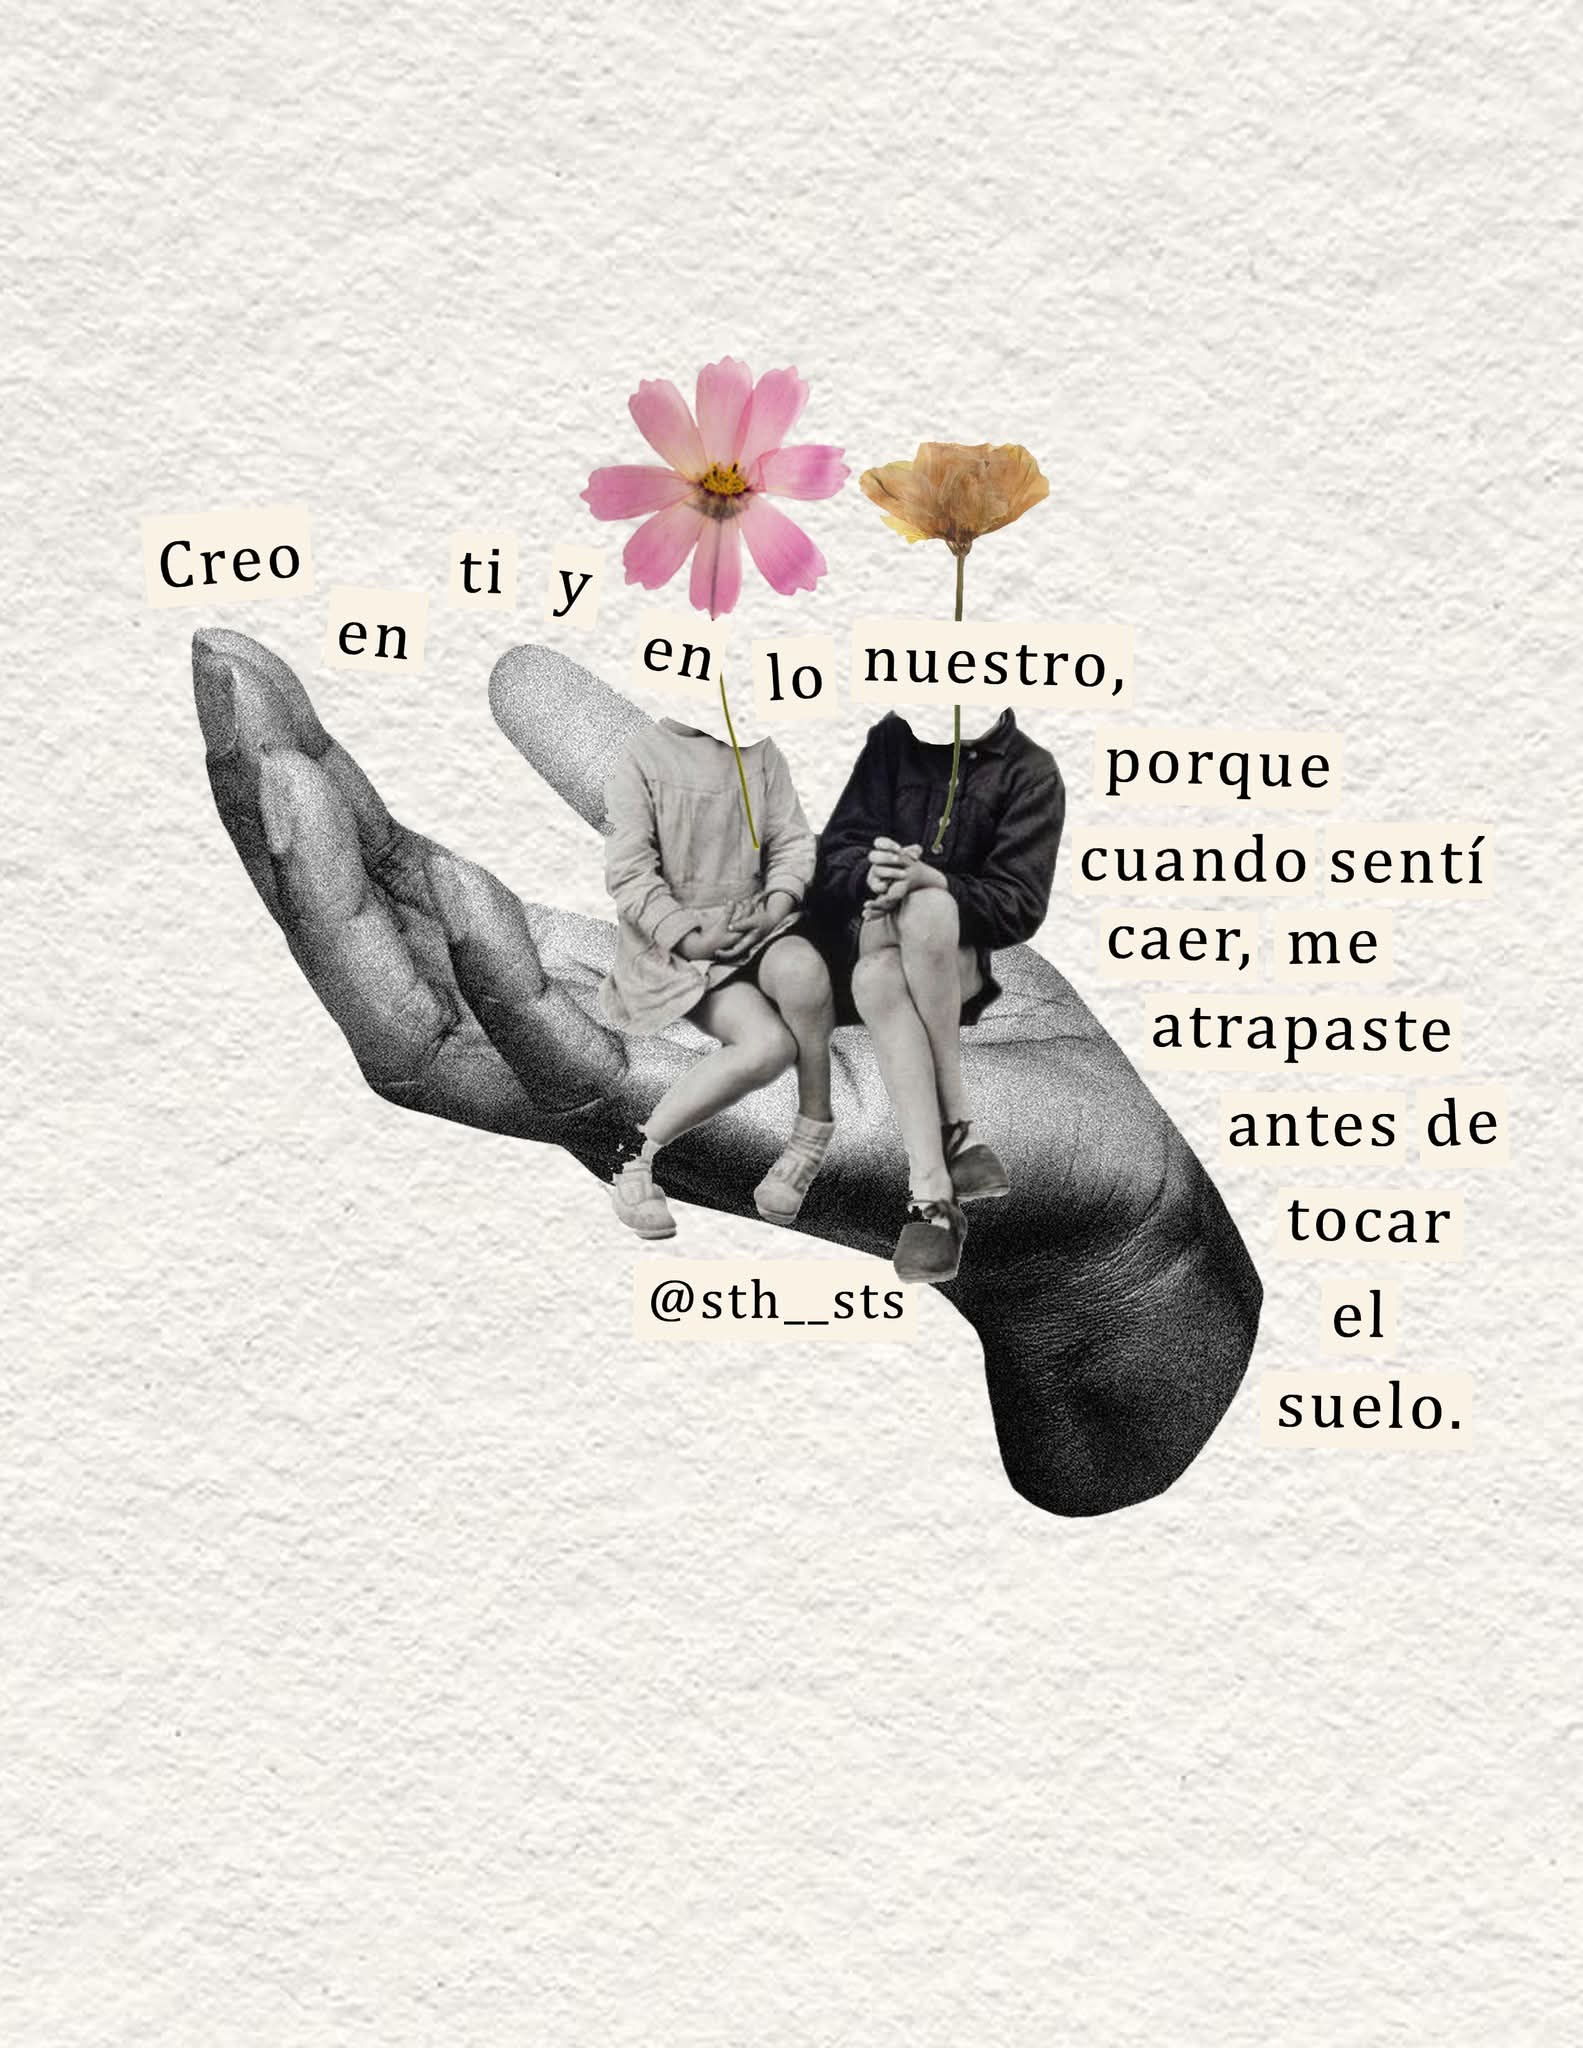 Creo en ti y en lo nuestro,
porque
cuando sentí
caer, me
atrapaste
antes de
tocar
el
suelo.
@sth__sts